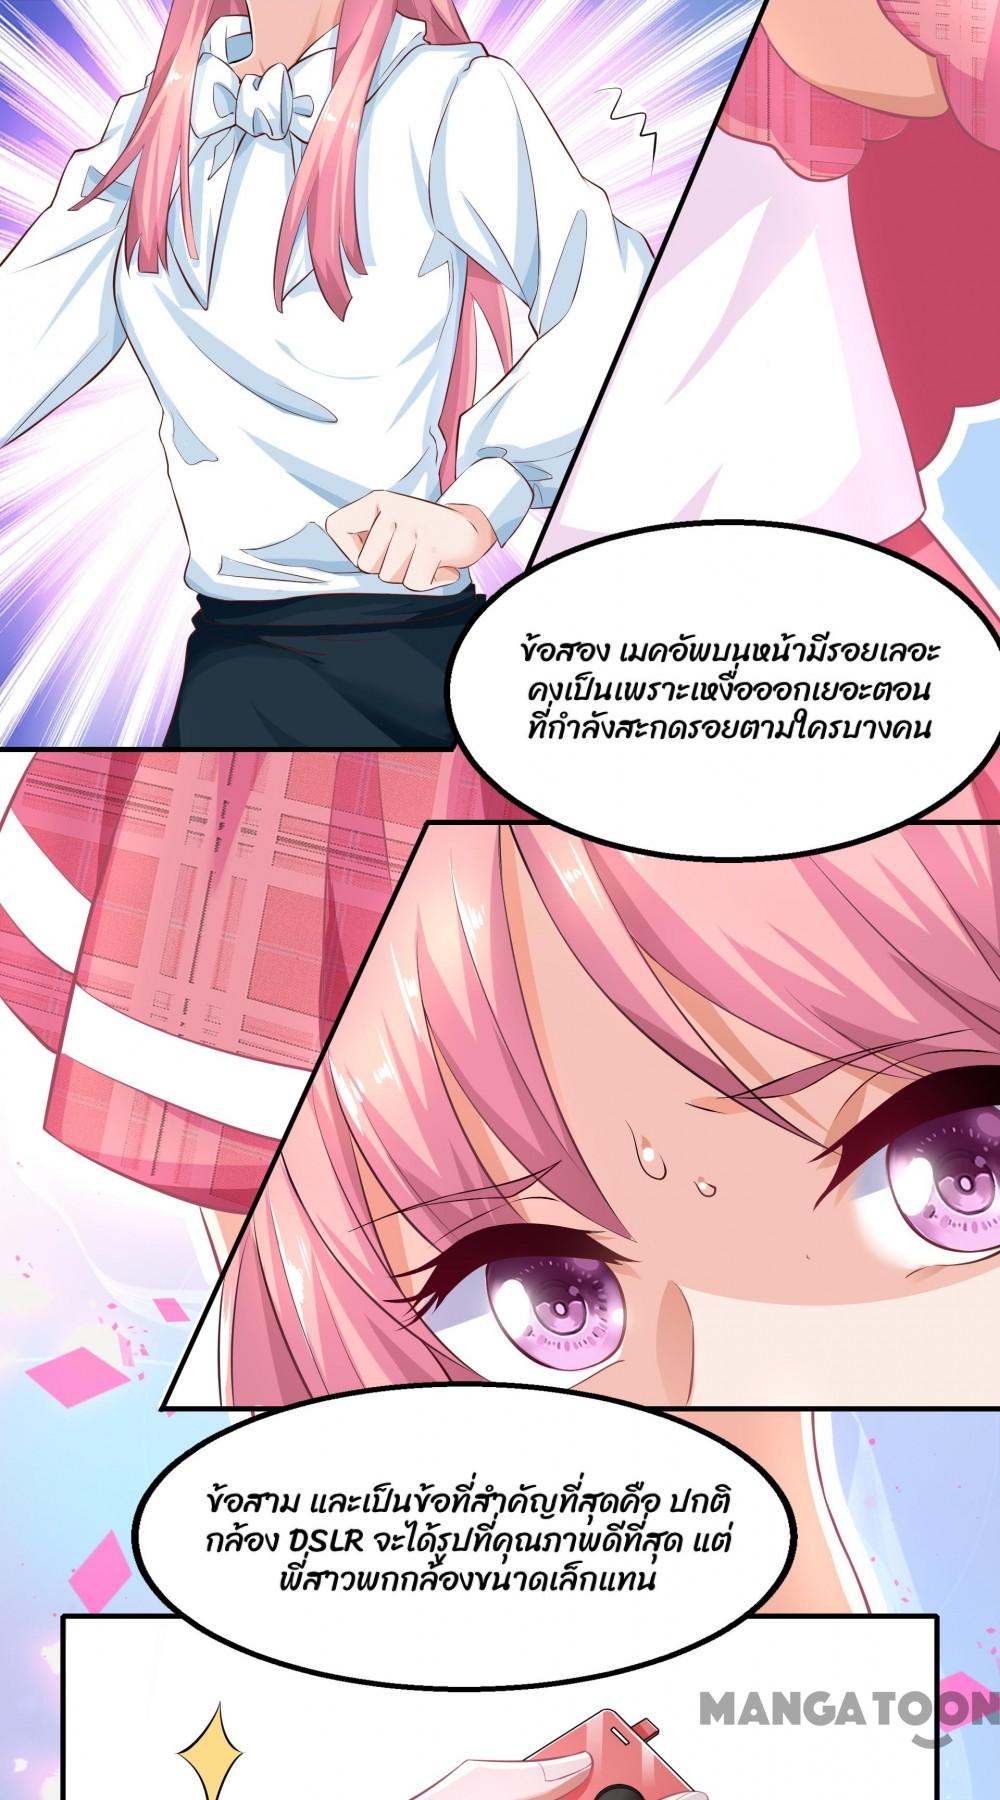 ข้อสอง เมคอัพบนหน้ามีรอยเลอะ
คงเป็นเพราะเหงื่อออกเยอะตอน
ที่กำลังสะกดรอยตามใครบางคน
ข้อสาม และเป็นข้อที่สำคัญที่สุดคือ ปกติ
กล้อง DSLR จะได้รูปที่คุณภาพดีที่สุด แต่
พี่สาวพกกล้องขนาดเล็กแทน
MANGATOON